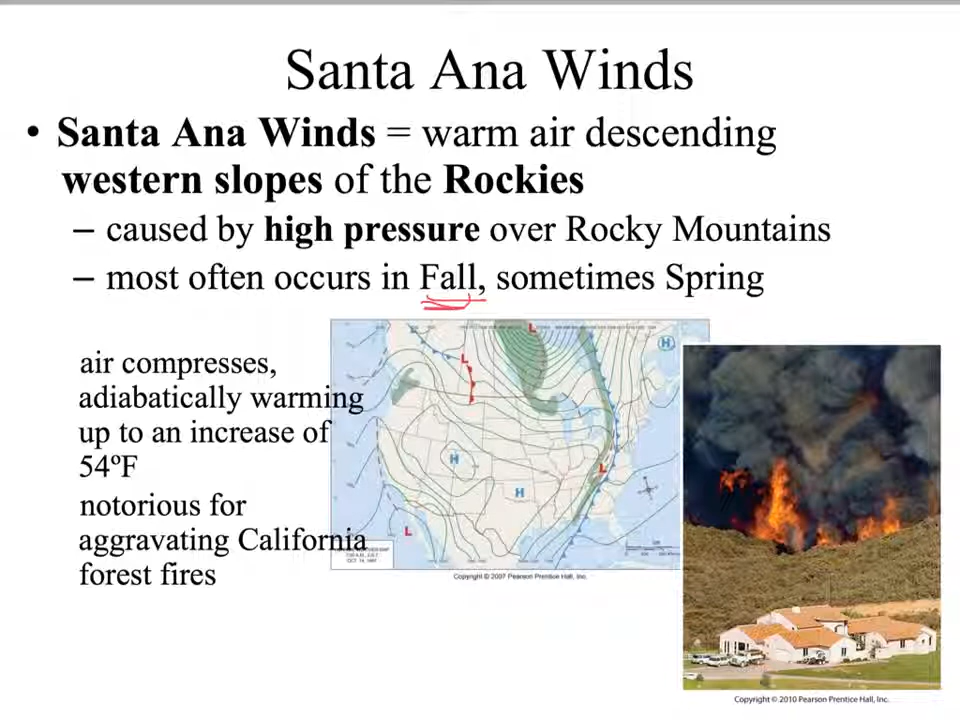 Santa Ana Winds
• Santa Ana Winds = warm air descending
western slopes of the Rockies
– caused by high pressure over Rocky Mountains
– most often occurs in Fall, sometimes Spring
air compresses,
adiabatically warming
up to an increase of
54ºF
notorious for
aggravating California
forest fires
L
H
L
H
L
H
L
Copyright © 2007 Pearson Prentice Hall, Inc.
Copyright © 2010 Pearson Prentice Hall, Inc.